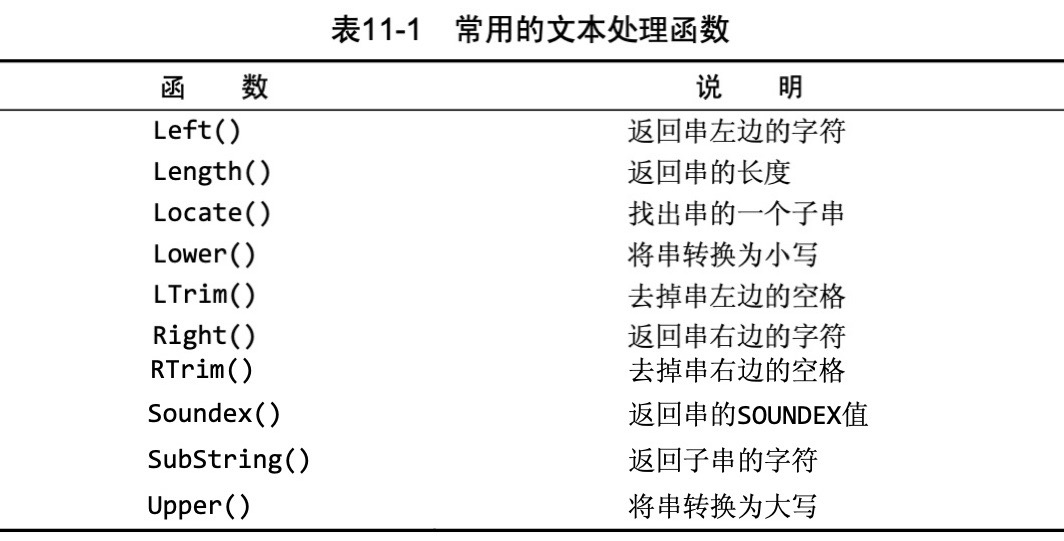 表11-1 常用的文本处理函数
函 数 说 明
Left() 返回串左边的字符
Length() 返回串的长度
Locate() 找出串的一个子串
Lower() 将串转换为小写
LTrim() 去掉串左边的空格
Right() 返回串右边的字符
RTrim() 去掉串右边的空格
Soundex() 返回串的SOUNDEX值
SubString() 返回子串的字符
Upper() 将串转换为大写